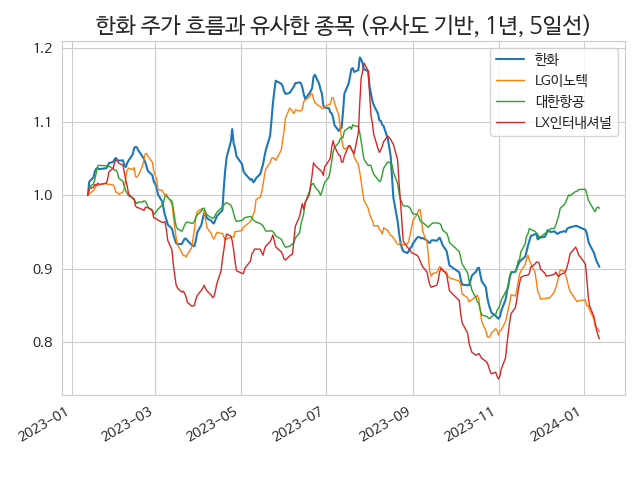 한화 주가 흐름과 유사한 종목 (유사도 기반, 1년, 5일선)
한화
LG이노텍
대한항공
LX인터내셔널
1.2
1.1
1.0
0.9
0.8
2023-01
2023-03
2023-05
2023-07
2023-09
2023-11
2024-01